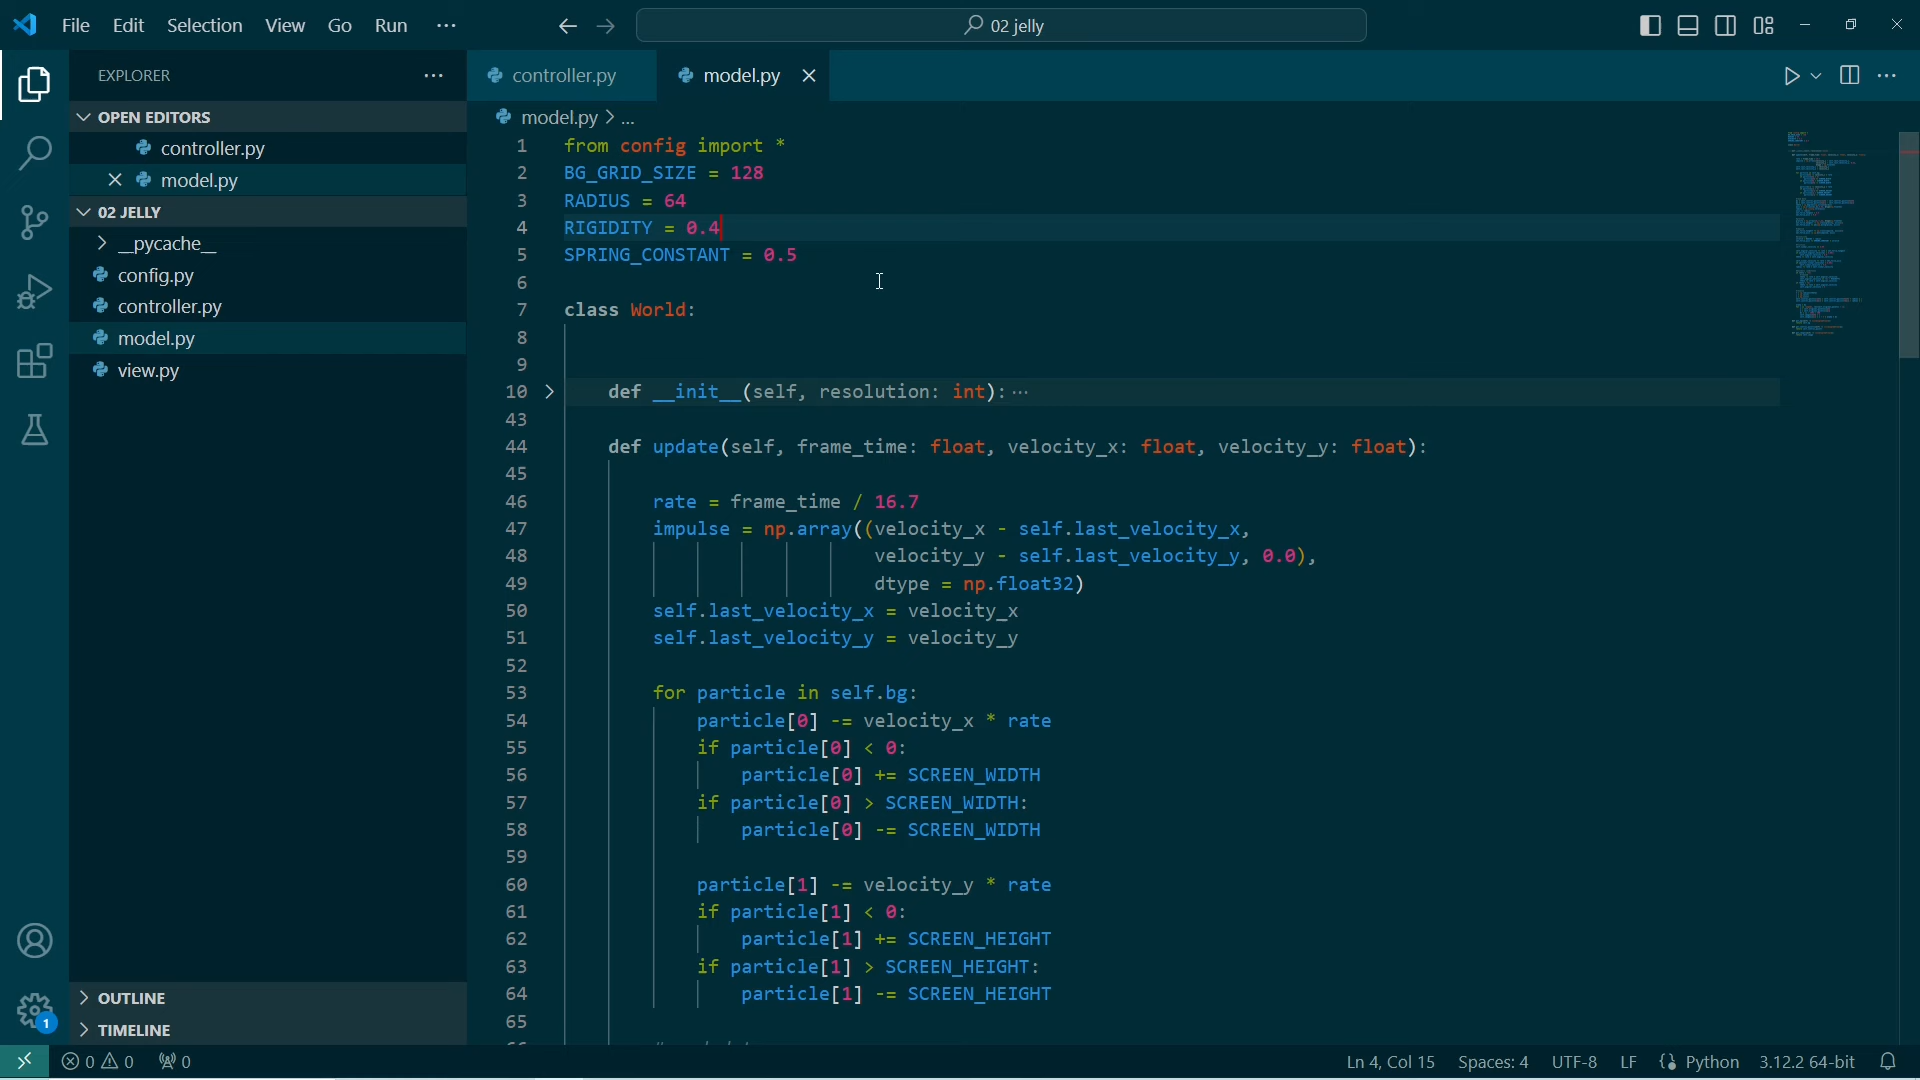 File Edit Selection View Go Run ···
02 jelly
EXPLORER ···
OPEN EDITORS
controller.py
model.py
02 JELLY
__pycache__
config.py
controller.py
model.py
view.py
OUTLINE
TIMELINE
controller.py model.py
model.py > ...
1 from config import *
2 BG_GRID_SIZE = 128
3 RADIUS = 64
4 RIGIDITY = 0.4
5 SPRING_CONSTANT = 0.5
6
7 class World:
8
9
10 def __init__(self, resolution: int): ···
43
44 def update(self, frame_time: float, velocity_x: float, velocity_y: float):
45
46 rate = frame_time / 16.7
47 impulse = np.array((velocity_x - self.last_velocity_x,
48 velocity_y - self.last_velocity_y, 0.0),
49 dtype = np.float32)
50 self.last_velocity_x = velocity_x
51 self.last_velocity_y = velocity_y
52
53 for particle in self.bg:
54 particle[0] -= velocity_x * rate
55 if particle[0] < 0:
56 particle[0] += SCREEN_WIDTH
57 if particle[0] > SCREEN_WIDTH:
58 particle[0] -= SCREEN_WIDTH
59
60 particle[1] -= velocity_y * rate
61 if particle[1] < 0:
62 particle[1] += SCREEN_HEIGHT
63 if particle[1] > SCREEN_HEIGHT:
64 particle[1] -= SCREEN_HEIGHT
65
1
0 0 0 Ln 4, Col 15 Spaces: 4 UTF-8 LF Python 3.12.2 64-bit